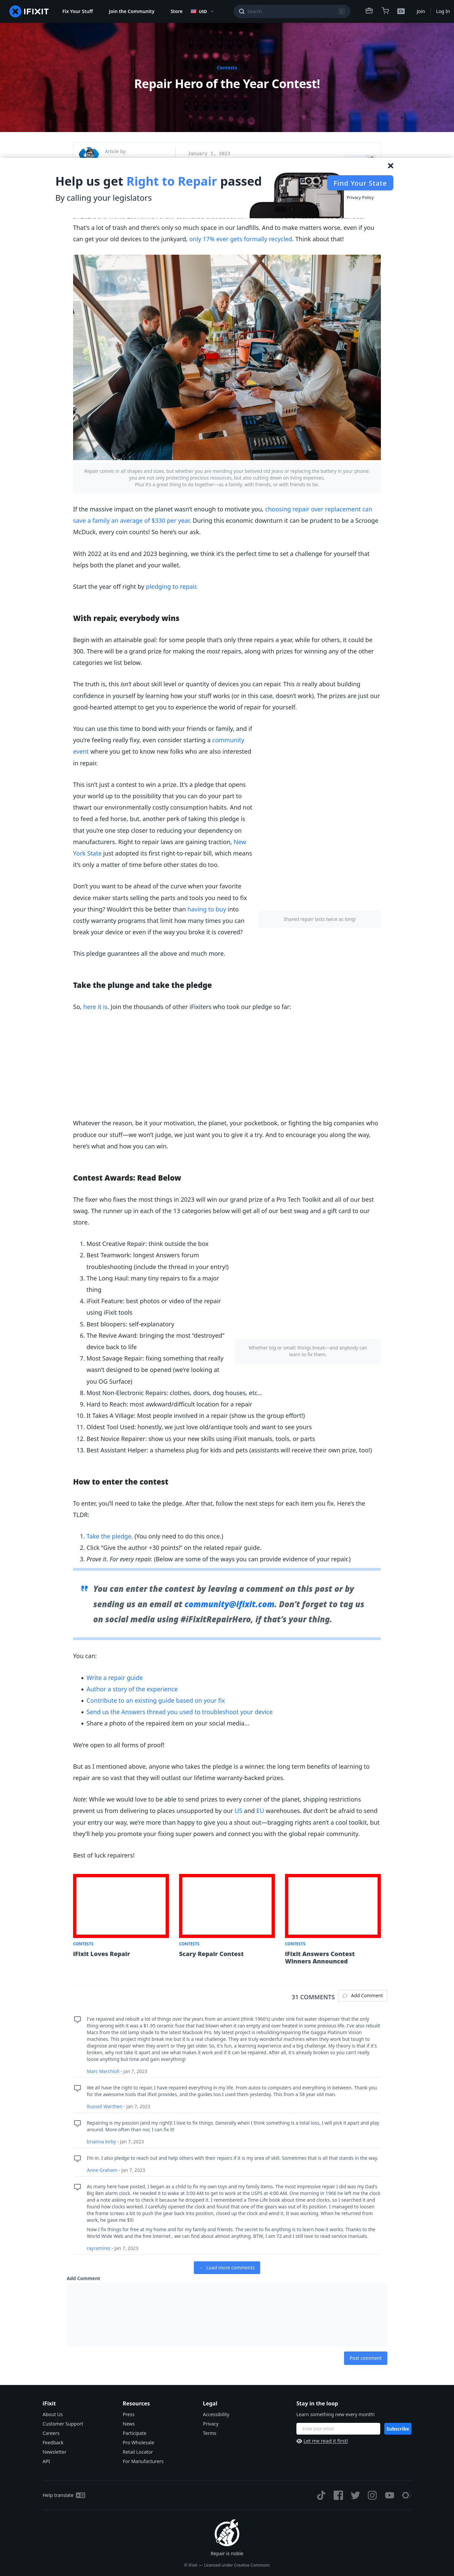 IFIXIT
Fix Your Stuff
Join the Community
Store
USD
Search
/
EN
Join
Log In
Contests
Repair Hero of the Year Contest!
Article by:
January 1, 2023
Help us get Right to Repair passed
By calling your legislators
Find Your State
Privacy Policy
That's a lot of trash and there's only so much space in our landfills. And to make matters worse, even if you
can get your old devices to the junkyard, only 17% ever gets formally recycled. Think about that!
Repair comes in all shapes and sizes, but whether you are mending your beloved old jeans or replacing the battery in your phone:
you are not only protecting precious resources, but also cutting down on living expenses.
Plus it's a great thing to do together—as a family, with friends, or with friends to be.
If the massive impact on the planet wasn't enough to motivate you, choosing repair over replacement can
save a family an average of $330 per year. During this economic downturn it can be prudent to be a Scrooge
McDuck, every coin counts! So here's our ask.
With 2022 at its end and 2023 beginning, we think it's the perfect time to set a challenge for yourself that
helps both the planet and your wallet.
Start the year off right by pledging to repair.
With repair, everybody wins
Begin with an attainable goal: for some people that's only three repairs a year, while for others, it could be
300. There will be a grand prize for making the most repairs, along with prizes for winning any of the other
categories we list below.
The truth is, this isn't about skill level or quantity of devices you can repair. This is really about building
confidence in yourself by learning how your stuff works (or in this case, doesn't work). The prizes are just our
good-hearted attempt to get you to experience the world of repair for yourself.
You can use this time to bond with your friends or family, and if
you're feeling really fixy, even consider starting a community
event where you get to know new folks who are also interested
in repair.
This isn't just a contest to win a prize. It's a pledge that opens
your world up to the possibility that you can do your part to
thwart our environmentally costly consumption habits. And not
to feed a fed horse, but, another perk of taking this pledge is
that you're one step closer to reducing your dependency on
manufacturers. Right to repair laws are gaining traction, New
York State just adopted its first right-to-repair bill, which means
it's only a matter of time before other states do too.
Don't you want to be ahead of the curve when your favorite
device maker starts selling the parts and tools you need to fix
your thing? Wouldn't this be better than having to buy into
costly warranty programs that limit how many times you can
break your device or even if the way you broke it is covered?
Shared repair lasts twice as long!
This pledge guarantees all the above and much more.
Take the plunge and take the pledge
So, here it is. Join the thousands of other iFixiters who took our pledge so far:
Whatever the reason, be it your motivation, the planet, your pocketbook, or fighting the big companies who
produce our stuff—we won't judge, we just want you to give it a try. And to encourage you along the way,
here's what and how you can win.
Contest Awards: Read Below
The fixer who fixes the most things in 2023 will win our grand prize of a Pro Tech Toolkit and all of our best
swag. The runner up in each of the 13 categories below will get all of our best swag and a gift card to our
store.
1. Most Creative Repair: think outside the box
2. Best Teamwork: longest Answers forum
troubleshooting (include the thread in your entry!)
3. The Long Haul: many tiny repairs to fix a major
thing
4. iFixit Feature: best photos or video of the repair
using iFixit tools
5. Best bloopers: self-explanatory
6. The Revive Award: bringing the most "destroyed"
device back to life
7. Most Savage Repair: fixing something that really
wasn't designed to be opened (we're looking at
you OG Surface)
Whether big or small: things break—and anybody can
learn to fix them.
8. Most Non-Electronic Repairs: clothes, doors, dog houses, etc...
9. Hard to Reach: most awkward/difficult location for a repair
10. It Takes A Village: Most people involved in a repair (show us the group effort!)
11. Oldest Tool Used: honestly, we just love old/antique tools and want to see yours
12. Best Novice Repairer: show us your new skills using iFixit manuals, tools, or parts
13. Best Assistant Helper: a shameless plug for kids and pets (assistants will receive their own prize, too!)
How to enter the contest
To enter, you'll need to take the pledge. After that, follow the next steps for each item you fix. Here's the
TLDR:
1. Take the pledge. (You only need to do this once.)
2. Click "Give the author +30 points!" on the related repair guide.
3. Prove it. For every repair. (Below are some of the ways you can provide evidence of your repair.)
You can enter the contest by leaving a comment on this post or by
sending us an email at community@ifixit.com. Don't forget to tag us
on social media using #iFixitRepairHero, if that's your thing.
You can:
• Write a repair guide
• Author a story of the experience
• Contribute to an existing guide based on your fix
• Send us the Answers thread you used to troubleshoot your device
• Share a photo of the repaired item on your social media...
We're open to all forms of proof!
But as I mentioned above, anyone who takes the pledge is a winner, the long term benefits of learning to
repair are so vast that they will outlast our lifetime warranty-backed prizes.
Note: While we would love to be able to send prizes to every corner of the planet, shipping restrictions
prevent us from delivering to places unsupported by our US and EU warehouses. But don't be afraid to send
your entry our way, we're more than happy to give you a shout out—bragging rights aren't a cool toolkit, but
they'll help you promote your fixing super powers and connect you with the global repair community.
Best of luck repairers!
CONTESTS
iFixit Loves Repair
CONTESTS
Scary Repair Contest
CONTESTS
iFixit Answers Contest
Winners Announced
31 COMMENTS
Add Comment
I've repaired and rebuilt a lot of things over the years from an ancient (think 1960's) under sink hot water dispenser that the only
thing wrong with it was a $1.95 ceramic fuse that had blown when it ran empty and over heated in some previous life. I've also rebuilt
Macs from the old lamp shade to the latest Macbook Pro. My latest project is rebuilding/repairing the Gaggia Platinum Vision
machines. This project might break me but it is a real challenge. They are truly wonderful machines when they work but tough to
diagnose and repair when they aren't or they get older. So, it's fun, a learning experience and a big challenge. My theory is that if it's
broken, why not take it apart and see what makes it work and if it can be repaired. After all, it's already broken so you can't really
loose anything but time and gain everything!
Marc Marchioli - Jan 7, 2023
We all have the right to repair, I have repaired everything in my life. From autos to computers and everything in between. Thank you
for the awesome tools that ifixit provides, and the guides too.I used them yesterday. This from a 58 year old man.
Russell Warthen - Jan 7, 2023
Repairing is my passion (and my right)! I love to fix things. Generally when I think something is a total loss, I will pick it apart and play
around. More often than noc I can fix it!
brianna kirby - Jan 7, 2023
I'm in. I also pledge to reach out and help others with their repairs if it is my area of skill. Sometimes that is all that stands in the way.
Anne Graham - Jan 7, 2023
As many here have posted, I began as a child to fix my own toys and my family items. The most impressive repair I did was my Dad's
Big Ben alarm clock. He needed it to wake at 3:00 AM to get to work at the USPS at 4:00 AM. One morning in 1966 he left me the clock
and a note asking me to check it because he dropped it. I remembered a Time-Life book about time and clocks, so I searched it and
found how clocks worked. I carefully opened the clock and found that one of the gears was out of its position. I managed to loosen
the frame screws a bit to push the gear back into position, closed up the clock and wind it. It was working. When he returned from
work, he gave me $5!
Now I fix things for free at my home and for my family and friends. The secret to fix anything is to learn how it works. Thanks to the
World Wide Web and the free Internet , we can find about almost anything. BTW, I am 72 and I still love to read service manuals.
rayraminst - Jan 7, 2023
Load more comments
Add Comment
Post comment
iFixit
About Us
Customer Support
Careers
Feedback
Newsletter
API
Resources
Press
News
Participate
Pro Wholesale
Retail Locator
For Manufacturers
Legal
Accessibility
Privacy
Terms
Stay in the loop
Learn something new every month!
Enter your email
Subscribe
Let me read it first!
Help translate
Repair is noble
© iFixit — Licensed under Creative Commons